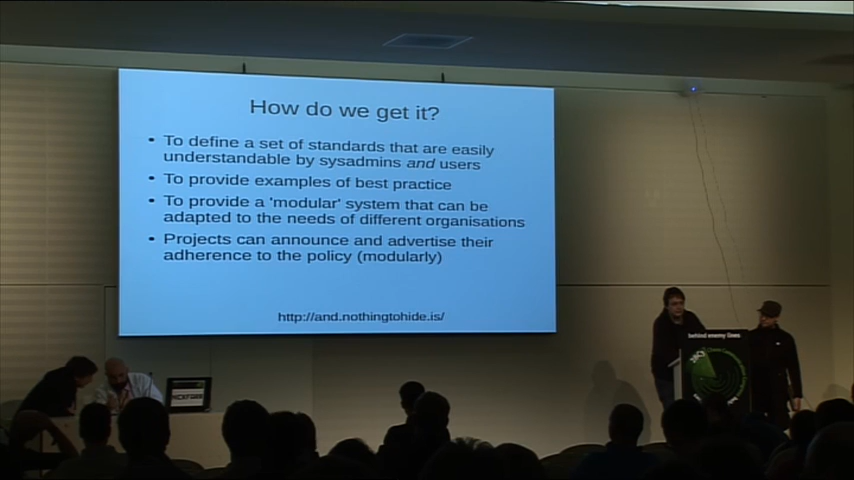 How do we get it?
• To define a set of standards that are easily
understandable by sysadmins and users
• To provide examples of best practice
• To provide a 'modular' system that can be
adapted to the needs of different organisations
• Projects can announce and advertise their
adherence to the policy (modularly)
http://and.nothingtohide.is/
behind enemy lines